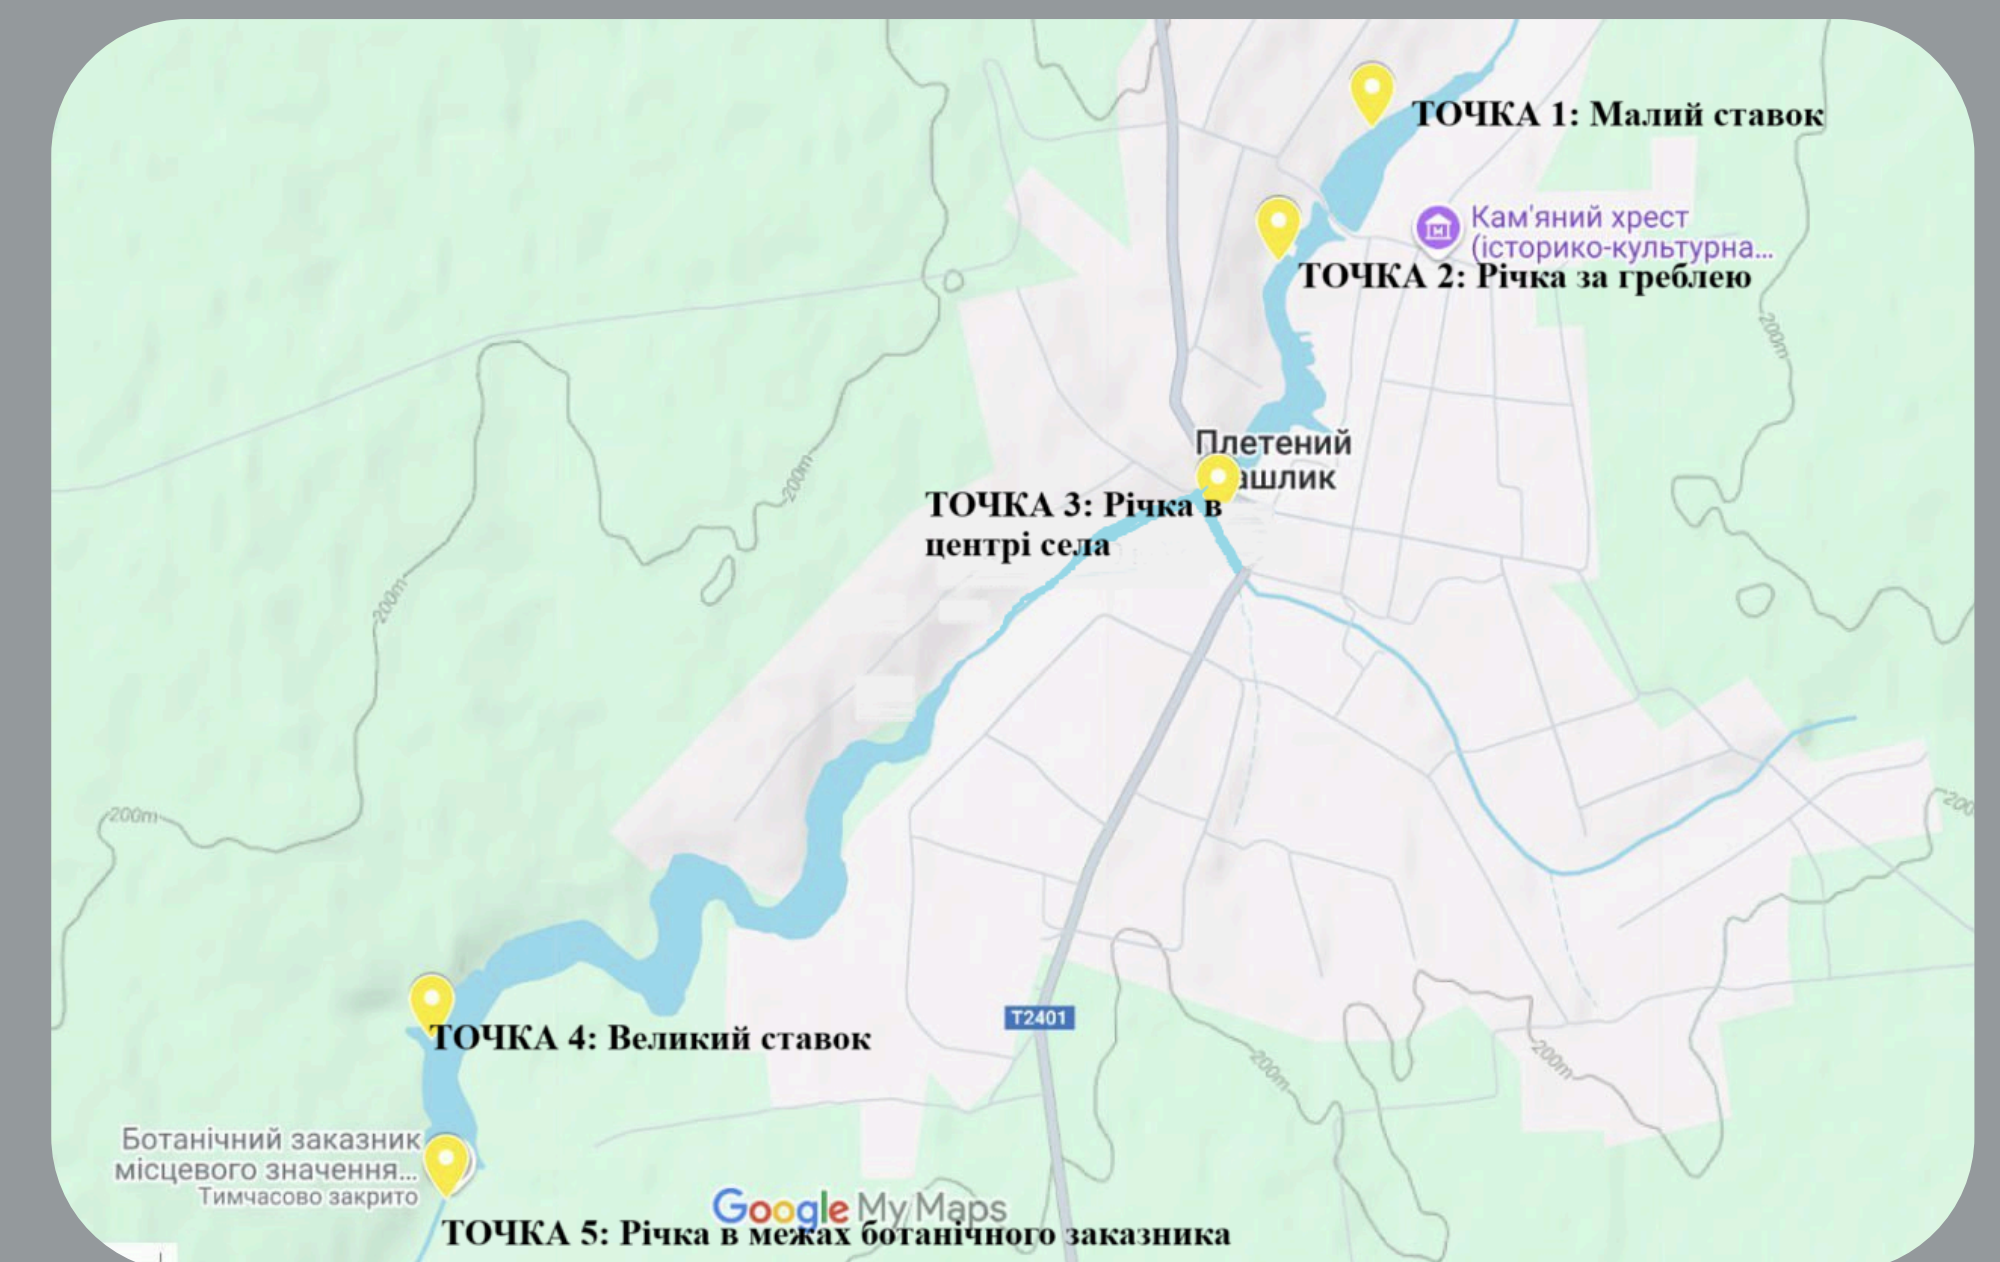 ТОЧКА 1: Малий ставок
Кам'яний хрест
(історико-культурна...
ТОЧКА 2: Річка за греблею
200m
Плетений
ашлик
200m
ТОЧКА 3: Річка в
центрі села
200m
200m
200
ТОЧКА 4: Великий ставок
T2401
200m
200m
Ботанічний заказник
місцевого значення...
Тимчасово закрито
Google My Maps
ТОЧКА 5: Річка в межах ботанічного заказника